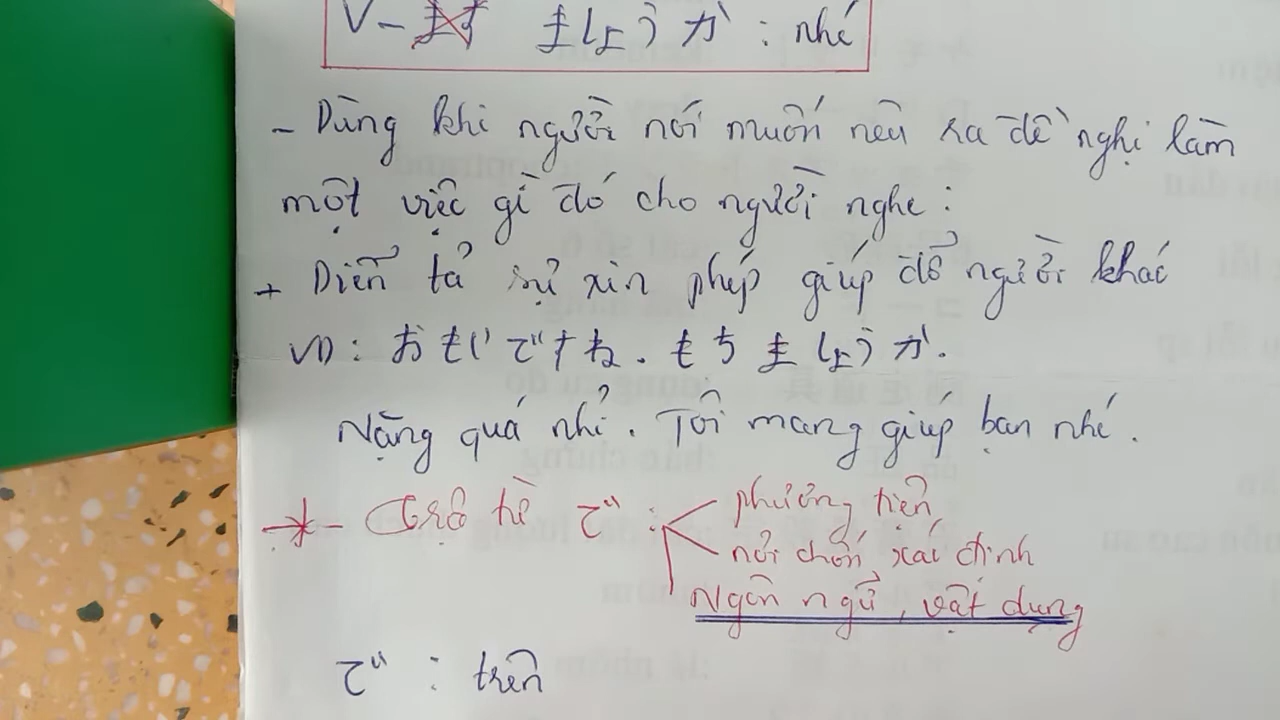 V-ます ましょうか : nhé
- Dùng khi người nói muốn nêu ra đề nghị làm
một việc gì đó cho người nghe :
+ Diễn tả sự xin phép giúp đỡ người khác
VD : おもいですね. もちましょうか.
Nặng quá nhỉ. Tôi mang giúp bạn nhé.
- Trợ từ で : phương tiện
nơi chốn xác định
Ngôn ngữ, vật dụng
で : trên